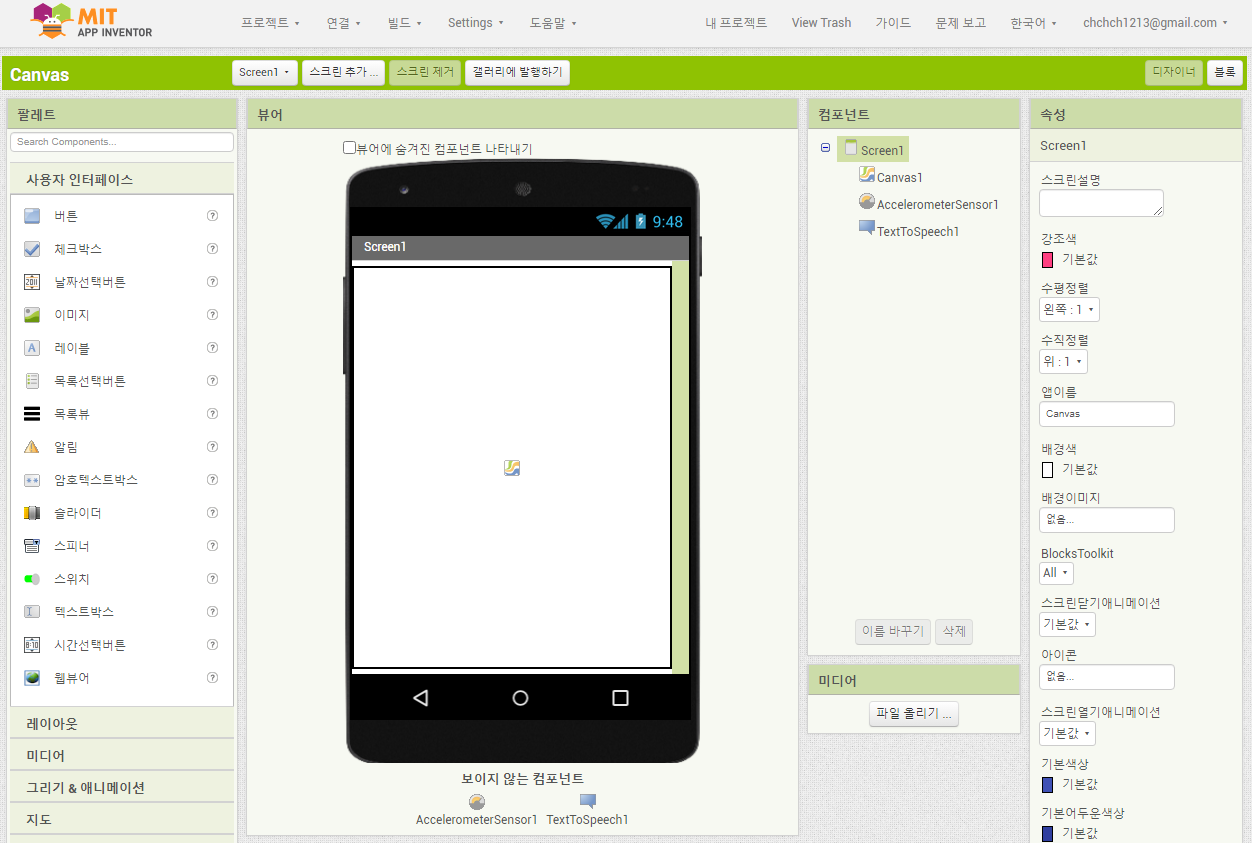 MIT
APP INVENTOR
프로젝트 연결 빌드 Settings 도움말 내 프로젝트 View Trash 가이드 문제 보고 한국어 chchch1213@gmail.com
Canvas Screen1 스크린 추가 ... 스크린 제거 갤러리에 발행하기 디자이너 블록
팔레트
Search Components...
사용자 인터페이스
버튼 ?
체크박스 ?
2011 날짜선택버튼 ?
이미지 ?
A 레이블 ?
목록선택버튼 ?
목록뷰 ?
알림 ?
암호텍스트박스 ?
슬라이더 ?
스피너 ?
스위치 ?
텍스트박스 ?
8:10 시간선택버튼 ?
웹뷰어 ?
레이아웃
미디어
그리기 & 애니메이션
지도
뷰어
뷰어에 숨겨진 컴포넌트 나타내기
9:48
Screen1
보이지 않는 컴포넌트
AccelerometerSensor1 TextToSpeech1
컴포넌트
Screen1
Canvas1
AccelerometerSensor1
TextToSpeech1
이름 바꾸기 삭제
미디어
파일 올리기 ...
속성
Screen1
스크린설명
강조색
기본값
수평정렬
왼쪽 : 1
수직정렬
위 : 1
앱이름
Canvas
배경색
기본값
배경이미지
없음...
BlocksToolkit
All
스크린닫기애니메이션
기본값
아이콘
없음...
스크린열기애니메이션
기본값
기본색상
기본값
기본어두운색상
기본값